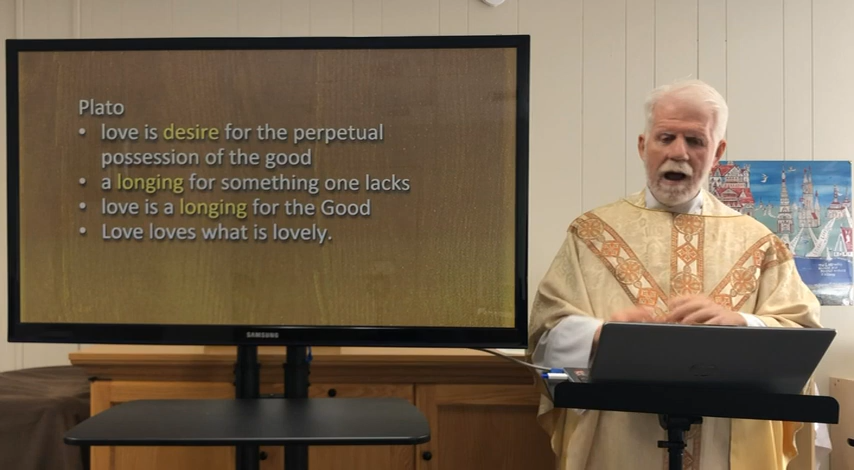 Plato
• love is desire for the perpetual
possession of the good
• a longing for something one lacks
• love is a longing for the Good
• Love loves what is lovely.
SAMSUNG